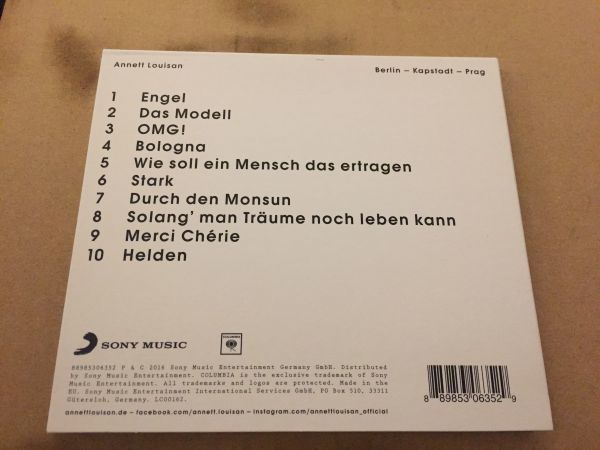 Annett Louisan
Berlin – Kapstadt – Prag
1 Engel
2 Das Modell
3 OMG!
4 Bologna
5 Wie soll ein Mensch das ertragen
6 Stark
7 Durch den Monsun
8 Solang' man Träume noch leben kann
9 Merci Chérie
10 Helden
SONY MUSIC
COLUMBIA
88985306352 P & C 2016 Sony Music Entertainment Germany GmbH. Distributed
by Sony Music Entertainment. COLUMBIA is the exclusive trademark of Sony
Music Entertainment. All trademarks and logos are protected. Made in the
EU. Sony Music Entertainment International Services GmbH, PO Box 510, 33311
Gütersloh, Germany. LC00162.
annettlouisan.de – facebook.com/annett.louisan – instagram.com/annettlouisan_official
8 89853 06352 9